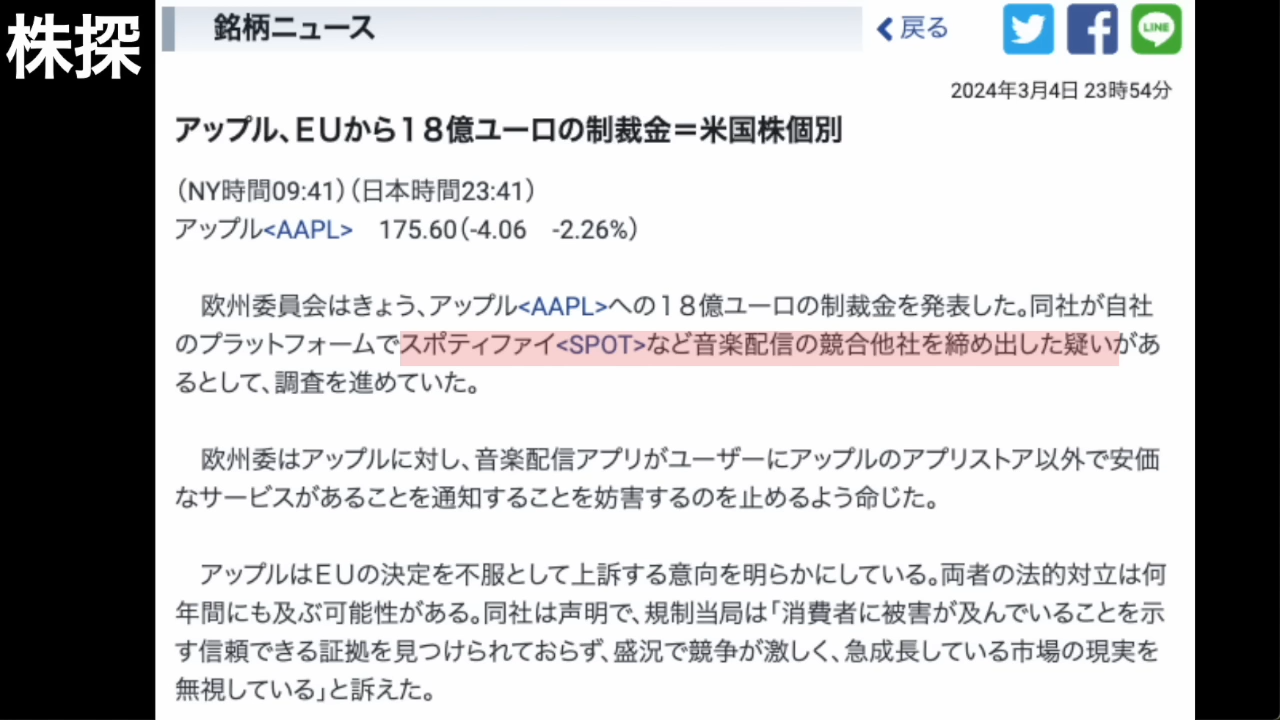 株探
銘柄ニュース
戻る
LINE
2024年3月4日 23時54分
アップル、ＥＵから１８億ユーロの制裁金＝米国株個別
（NY時間09:41）（日本時間23:41）
アップル<AAPL>　175.60（-4.06　-2.26%）
　欧州委員会はきょう、アップル<AAPL>への１８億ユーロの制裁金を発表した。同社が自社
のプラットフォームでスポティファイ<SPOT>など音楽配信の競合他社を締め出した疑いがあ
るとして、調査を進めていた。
　欧州委はアップルに対し、音楽配信アプリがユーザーにアップルのアプリストア以外で安価
なサービスがあることを通知することを妨害するのを止めるよう命じた。
　アップルはＥＵの決定を不服として上訴する意向を明らかにしている。両者の法的対立は何
年間にも及ぶ可能性がある。同社は声明で、規制当局は「消費者に被害が及んでいることを示
す信頼できる証拠を見つけられておらず、盛況で競争が激しく、急成長している市場の現実を
無視している」と訴えた。